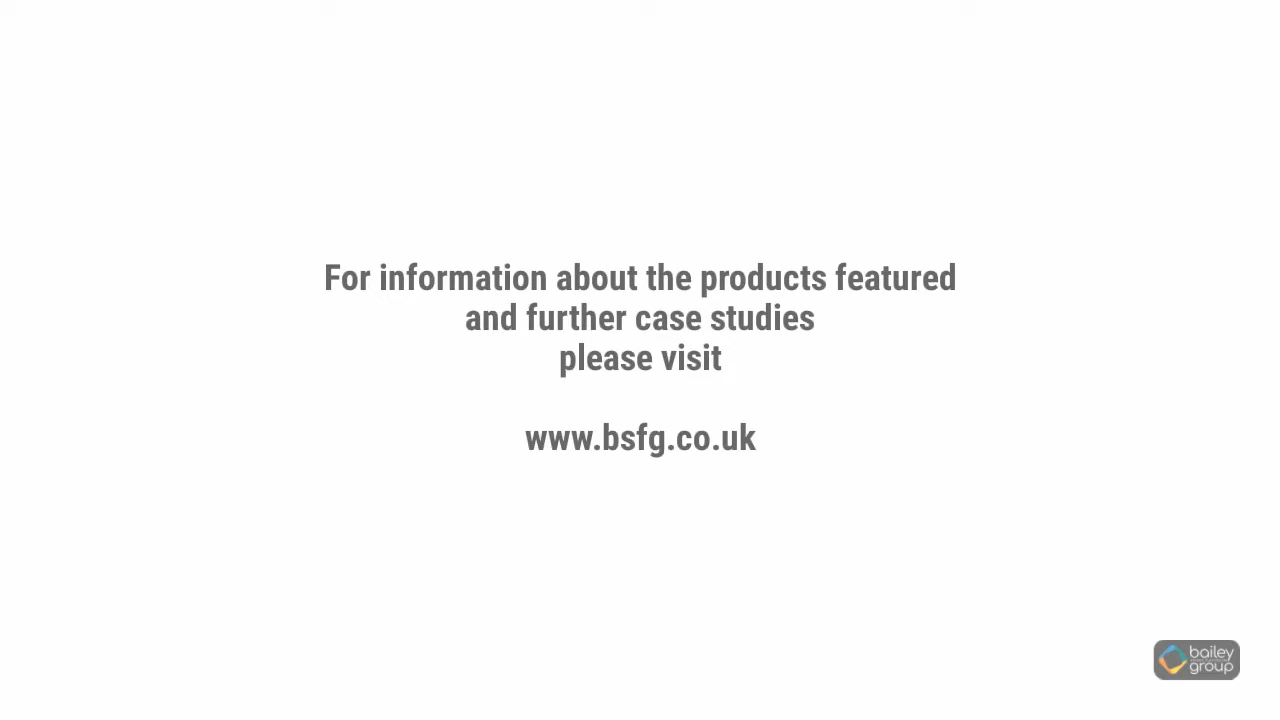 For information about the products featured
and further case studies
please visit
www.bsfg.co.uk
bailey
group